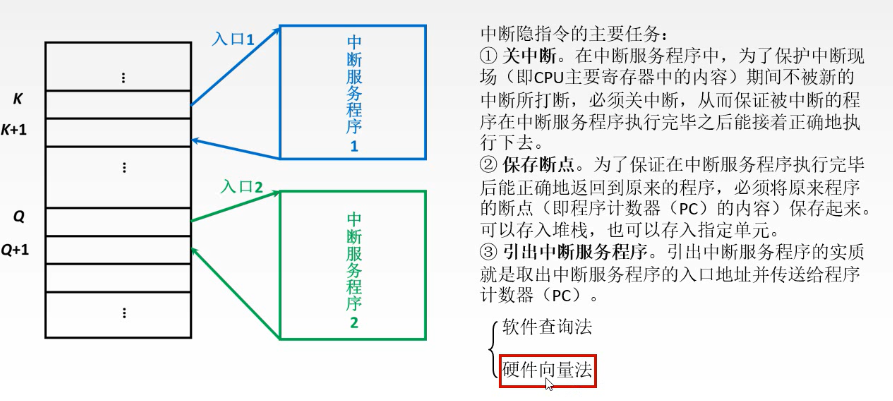 入口1
中断服务程序1
K
K+1
入口2
中断服务程序2
Q
Q+1
中断隐指令的主要任务：
① 关中断。在中断服务程序中，为了保护中断现
场（即CPU主要寄存器中的内容）期间不被新的
中断所打断，必须关中断，从而保证被中断的程
序在中断服务程序执行完毕之后能接着正确地执
行下去。
② 保存断点。为了保证在中断服务程序执行完毕
后能正确地返回到原来的程序，必须将原来程序
的断点（即程序计数器（PC）的内容）保存起来。
可以存入堆栈，也可以存入指定单元。
③ 引出中断服务程序。引出中断服务程序的实质
就是取出中断服务程序的入口地址并传送给程序
计数器（PC）。
软件查询法
硬件向量法